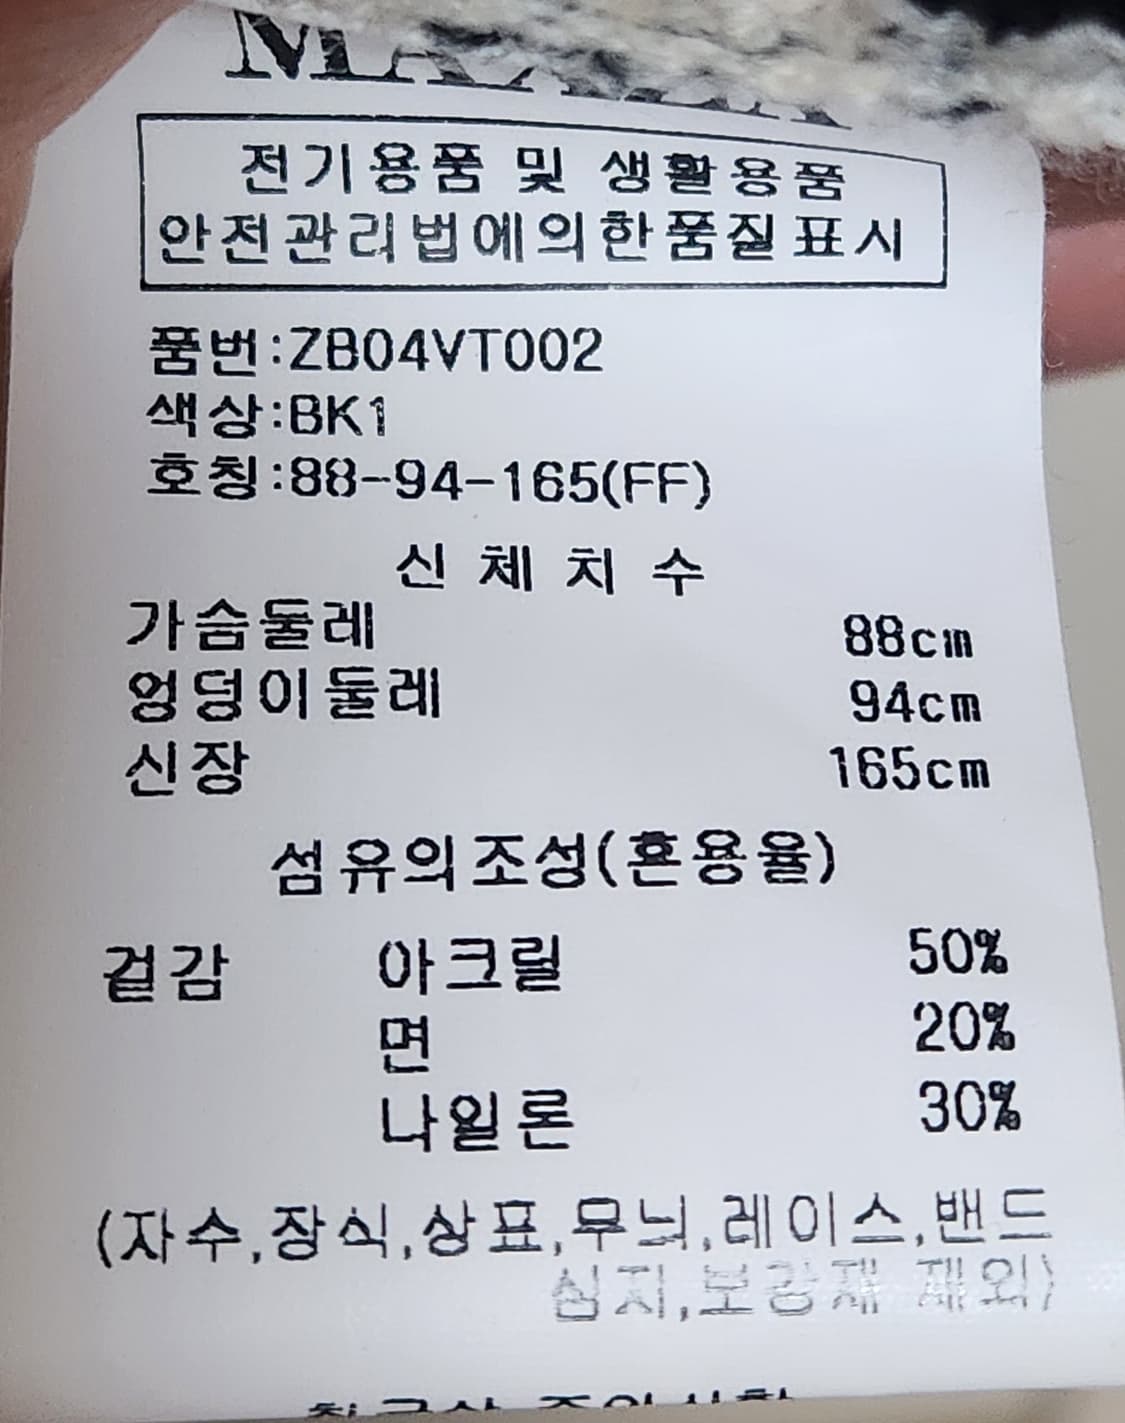 전기용품 및 생활용품
안전관리법에의한품질표시
품번:ZB04VT002
색상:BK1
호칭:88-94-165(FF)
신체치수
가슴둘레 88cm
엉덩이둘레 94cm
신장 165cm
섬유의조성(혼용율)
겉감 아크릴 50%
면 20%
나일론 30%
(자수,장식,상표,무늬,레이스,밴드
심지,보강재 제외)